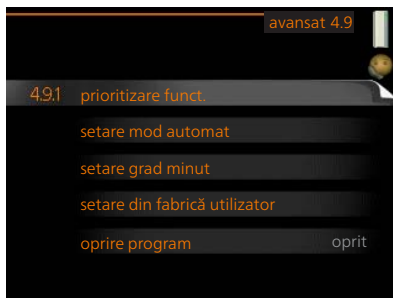 avansat 4.9
4.9.1 prioritizare funct.
setare mod automat
setare grad minut
setare din fabrică utilizator
oprire program oprit